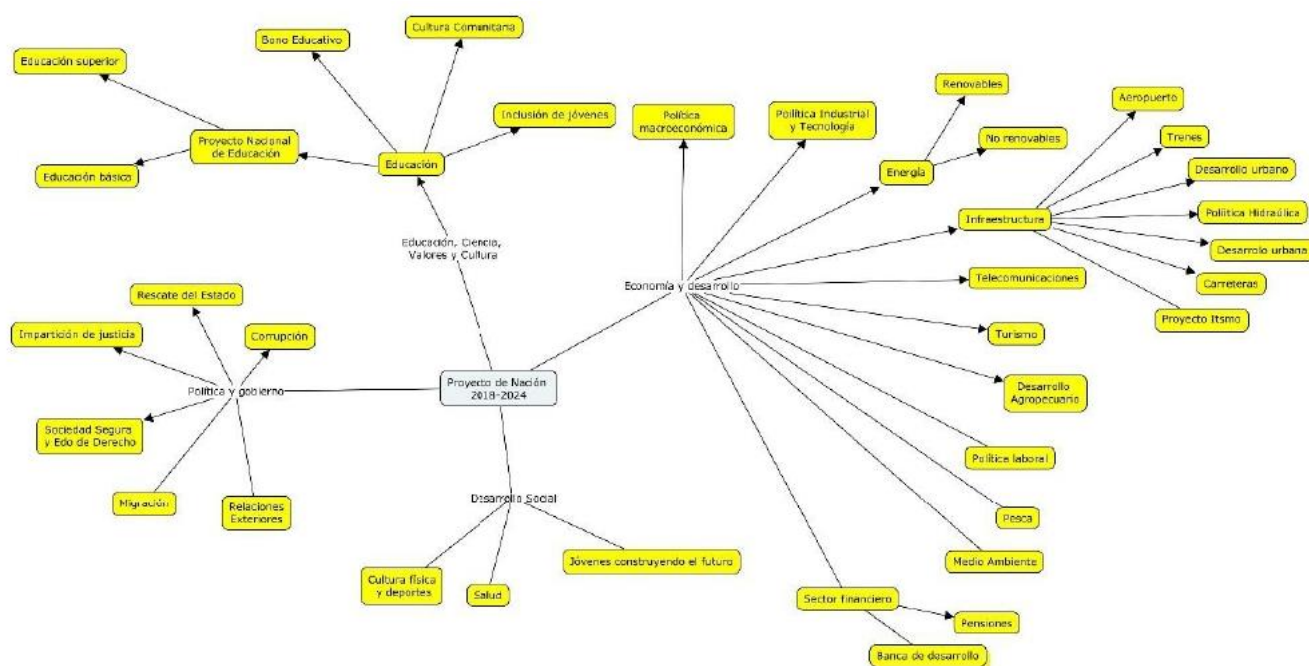 Cultura Comunitaria
Bono Educativo
Educación superior
Inclusión de jóvenes
Proyecto Nacional
de Educación
Educación
Educación básica
Educación, Ciencia,
Valores y Cultura
Política
macroeconómica
Poilítica Industrial
y Tecnología
Renovables
No renovables
Energía
Aeropuerto
Trenes
Desarrollo urbano
Infraestructura
Poliítica Hidraúlica
Desarrolo urbano
Carreteras
Proyecto Itsmo
Economía y desarrollo
Telecomunicaciones
Turismo
Desarrollo
Agropecuario
Política laboral
Pesca
Medio Ambiente
Sector financiero
Pensiones
Banca de desarrollo
Rescate del Estado
Impartición de justicia
Corrupción
Política y gobierno
Sociedad Segura
y Edo de Derecho
Migración
Relaciones
Exteriores
Proyecto de Nación
2018-2024
Desarrollo Social
Cultura física
y deportes
Salud
Jóvenes construyendo el futuro